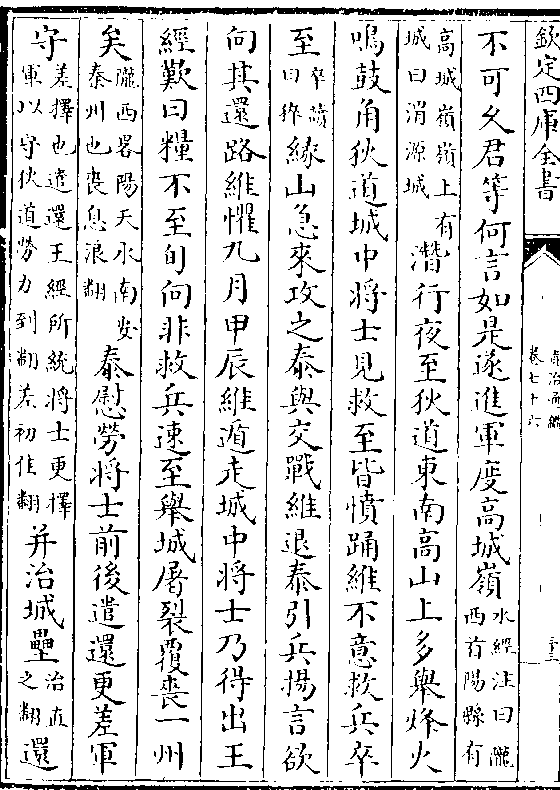 欽定四庫全書
資治通鑑
卷七十六
不可久君等何言如是遂進軍度高城嶺水經注曰隴西首陽縣有
高城嶺嶺上有城曰渭源城潛行夜至狄道東南髙山上多舉烽火
鳴鼓角狄道城中將士見救至皆憤踊維不意救兵卒
至卒讀曰猝緣山急來攻之泰與交戰維退泰引兵揚言欲
向其還路維懼九月甲辰維遁走城中將士乃得出王
經歎曰糧不至旬向非救兵速至舉城屠裂覆喪一州
矣隴西畧陽天水南安秦州也喪息浪翻泰慰勞將士前後遣還更差軍
守差擇也遣還王經所統將士更擇軍以守狄道勞力到翻差初佳翻并治城壘治直之翻還